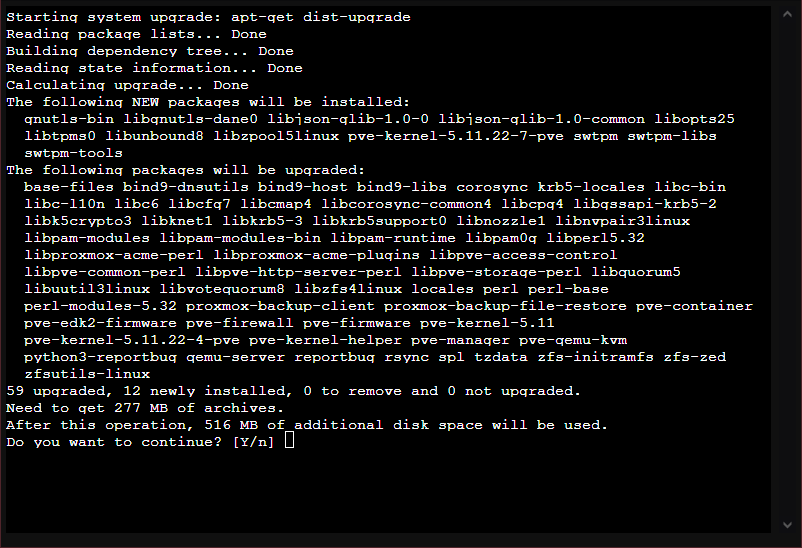 Starting system upgrade: apt-get dist-upgrade
Reading package lists... Done
Building dependency tree... Done
Reading state information... Done
Calculating upgrade... Done
The following NEW packages will be installed:
gnutls-bin libgnutls-dane0 libjson-glib-1.0-0 libjson-glib-1.0-common libopts25
libtpms0 libunbound8 libzpool5linux pve-kernel-5.11.22-7-pve swtpm swtpm-libs
swtpm-tools
The following packages will be upgraded:
base-files bind9-dnsutils bind9-host bind9-libs corosync krb5-locales libc-bin
libc-l10n libc6 libcfg7 libcmap4 libcorosync-common4 libcpg4 libgssapi-krb5-2
libk5crypto3 libknet1 libkrb5-3 libkrb5support0 libnozzle1 libnvpair3linux
libpam-modules libpam-modules-bin libpam-runtime libpam0g libperl5.32
libproxmox-acme-perl libproxmox-acme-plugins libpve-access-control
libpve-common-perl libpve-http-server-perl libpve-storage-perl libquorum5
libuutil3linux libvotequorum8 libzfs4linux locales perl perl-base
perl-modules-5.32 proxmox-backup-client proxmox-backup-file-restore pve-container
pve-edk2-firmware pve-firewall pve-firmware pve-kernel-5.11
pve-kernel-5.11.22-4-pve pve-kernel-helper pve-manager pve-qemu-kvm
python3-reportbug qemu-server reportbug rsync spl tzdata zfs-initramfs zfs-zed
zfsutils-linux
59 upgraded, 12 newly installed, 0 to remove and 0 not upgraded.
Need to get 277 MB of archives.
After this operation, 516 MB of additional disk space will be used.
Do you want to continue? [Y/n]